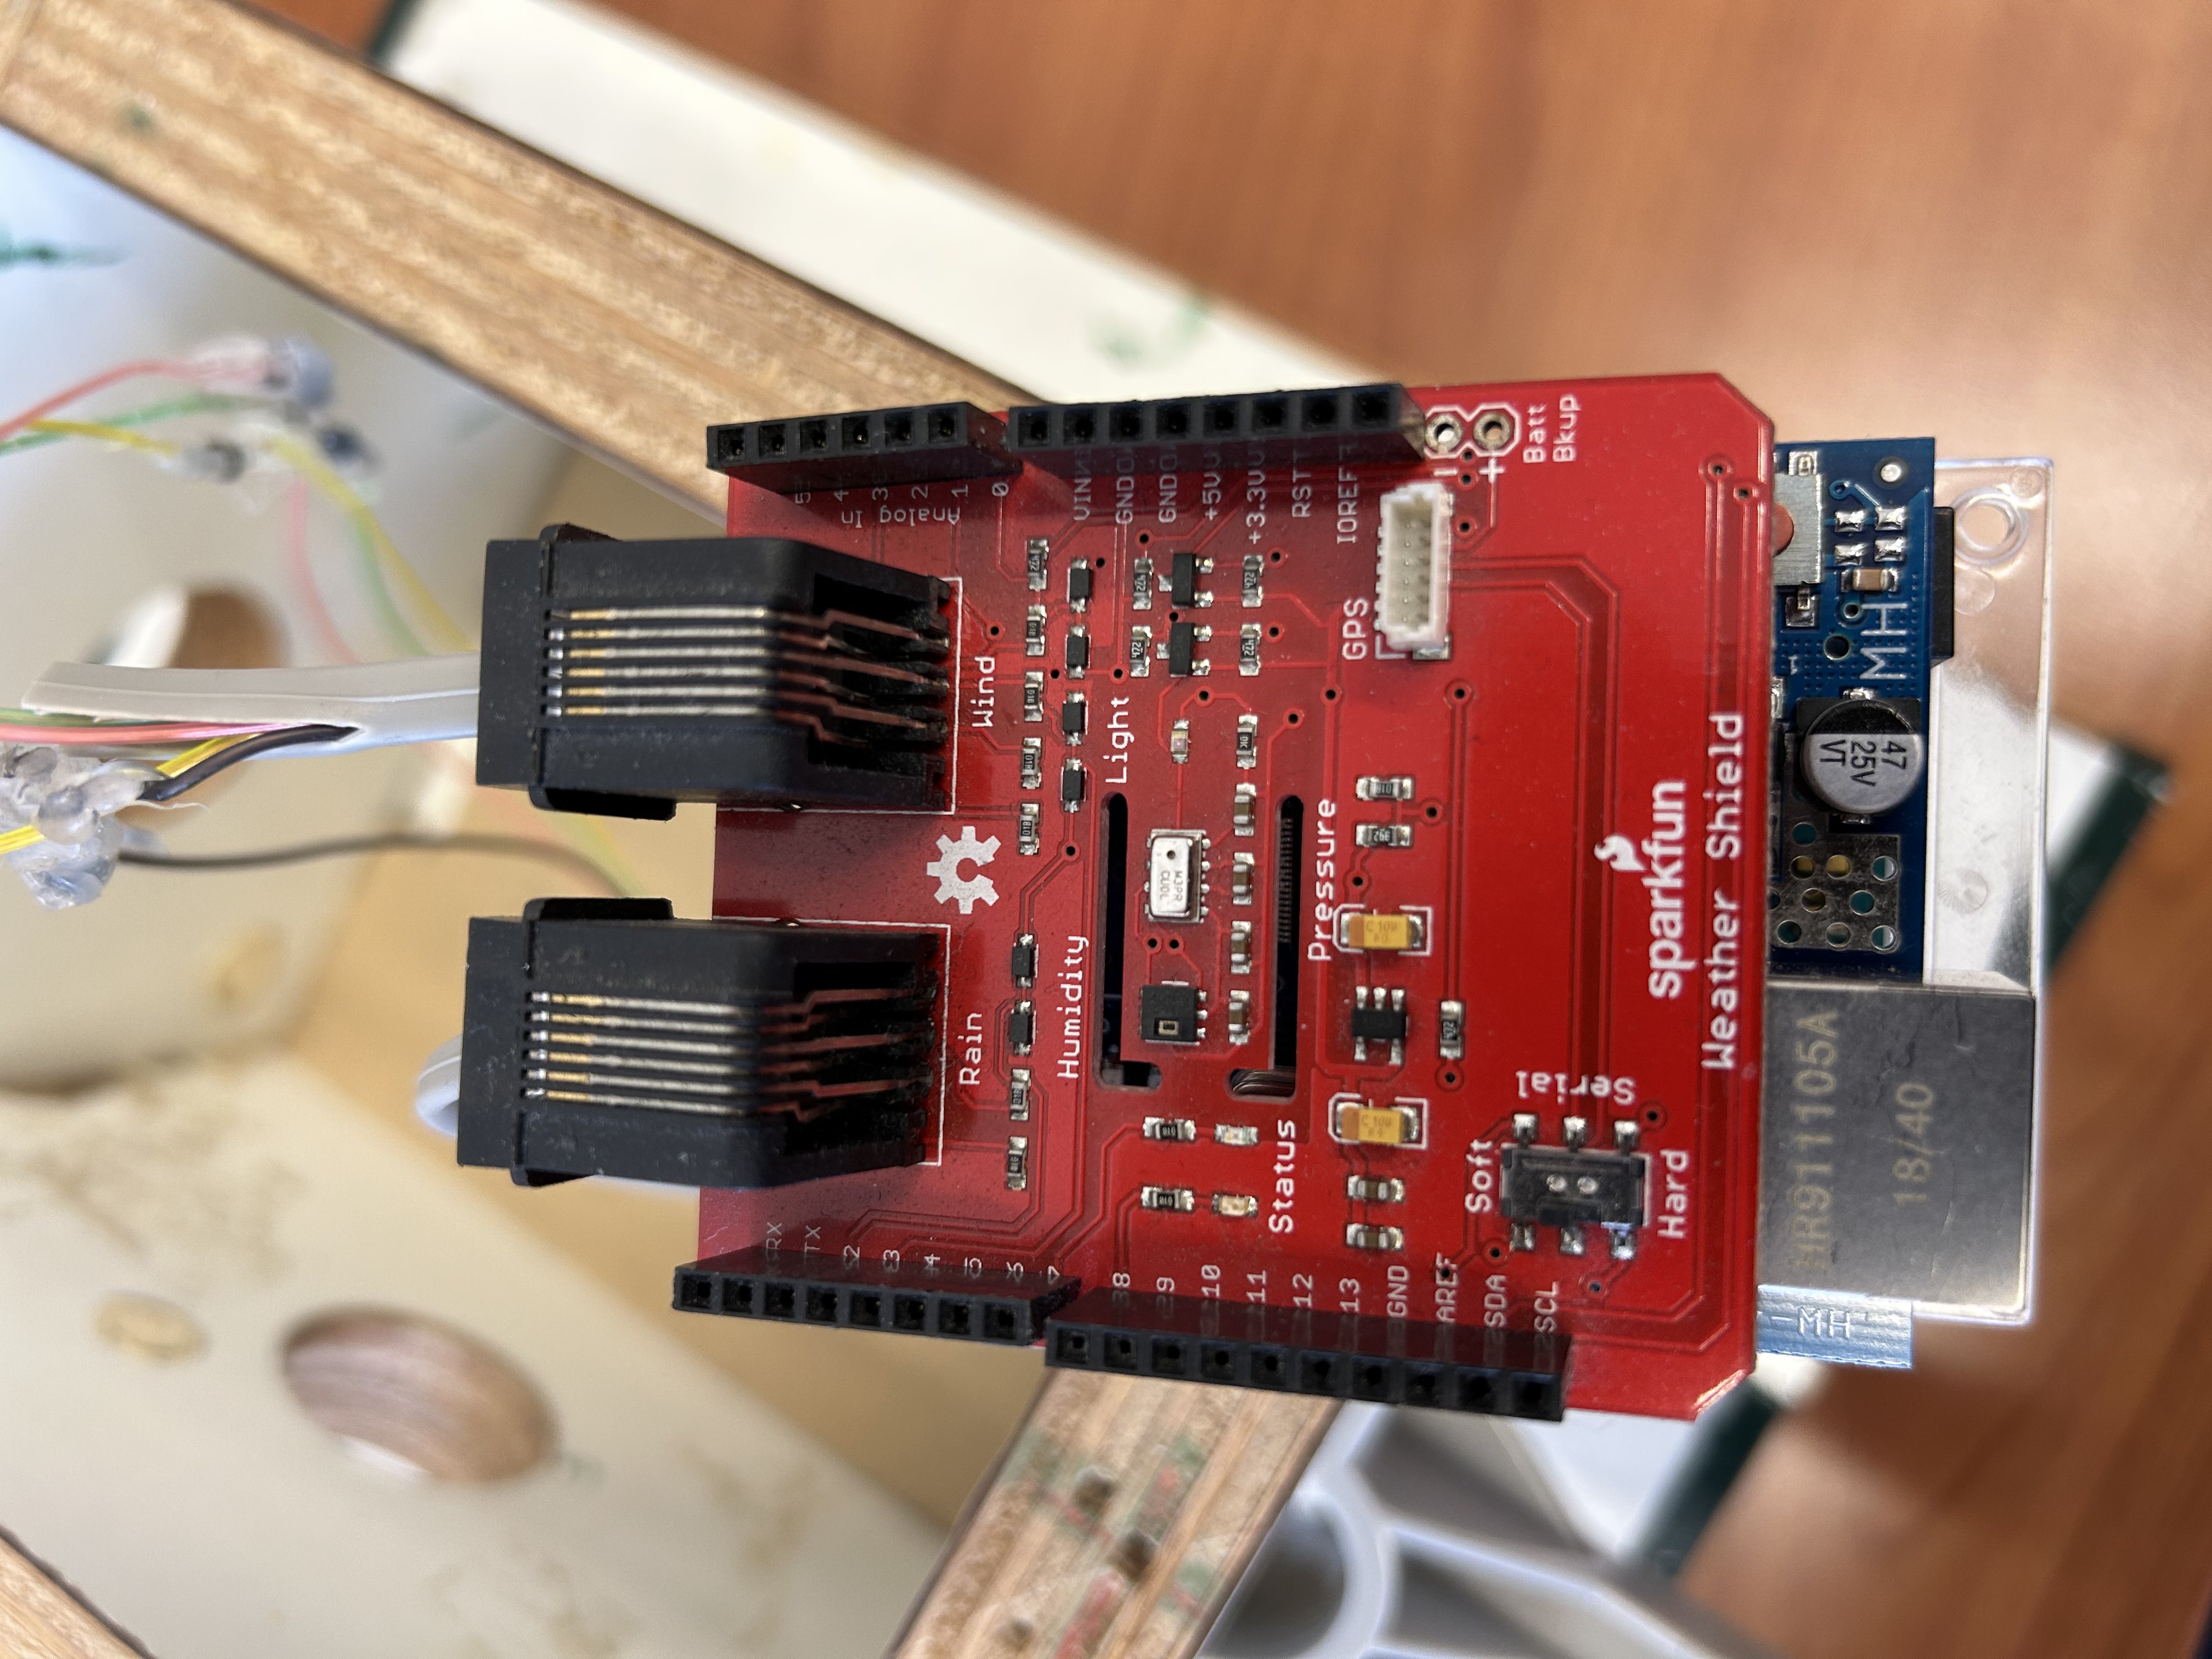 Analog In
5
4
3
2
1
0
VIN
GND
GND
+5V
+3.3V
RST
IOREF
- +
Batt
Bkup
GPS
Wind
Light
Rain
Humidity
Pressure
Status
Soft
Serial
Hard
sparkfun
Weather Shield
RX
TX
2
3
4
5
6
7
8
9
10
11
12
13
GND
AREF
SDA
SCL
MH
47
25V
VT
HR911105A
18/40
-MH-